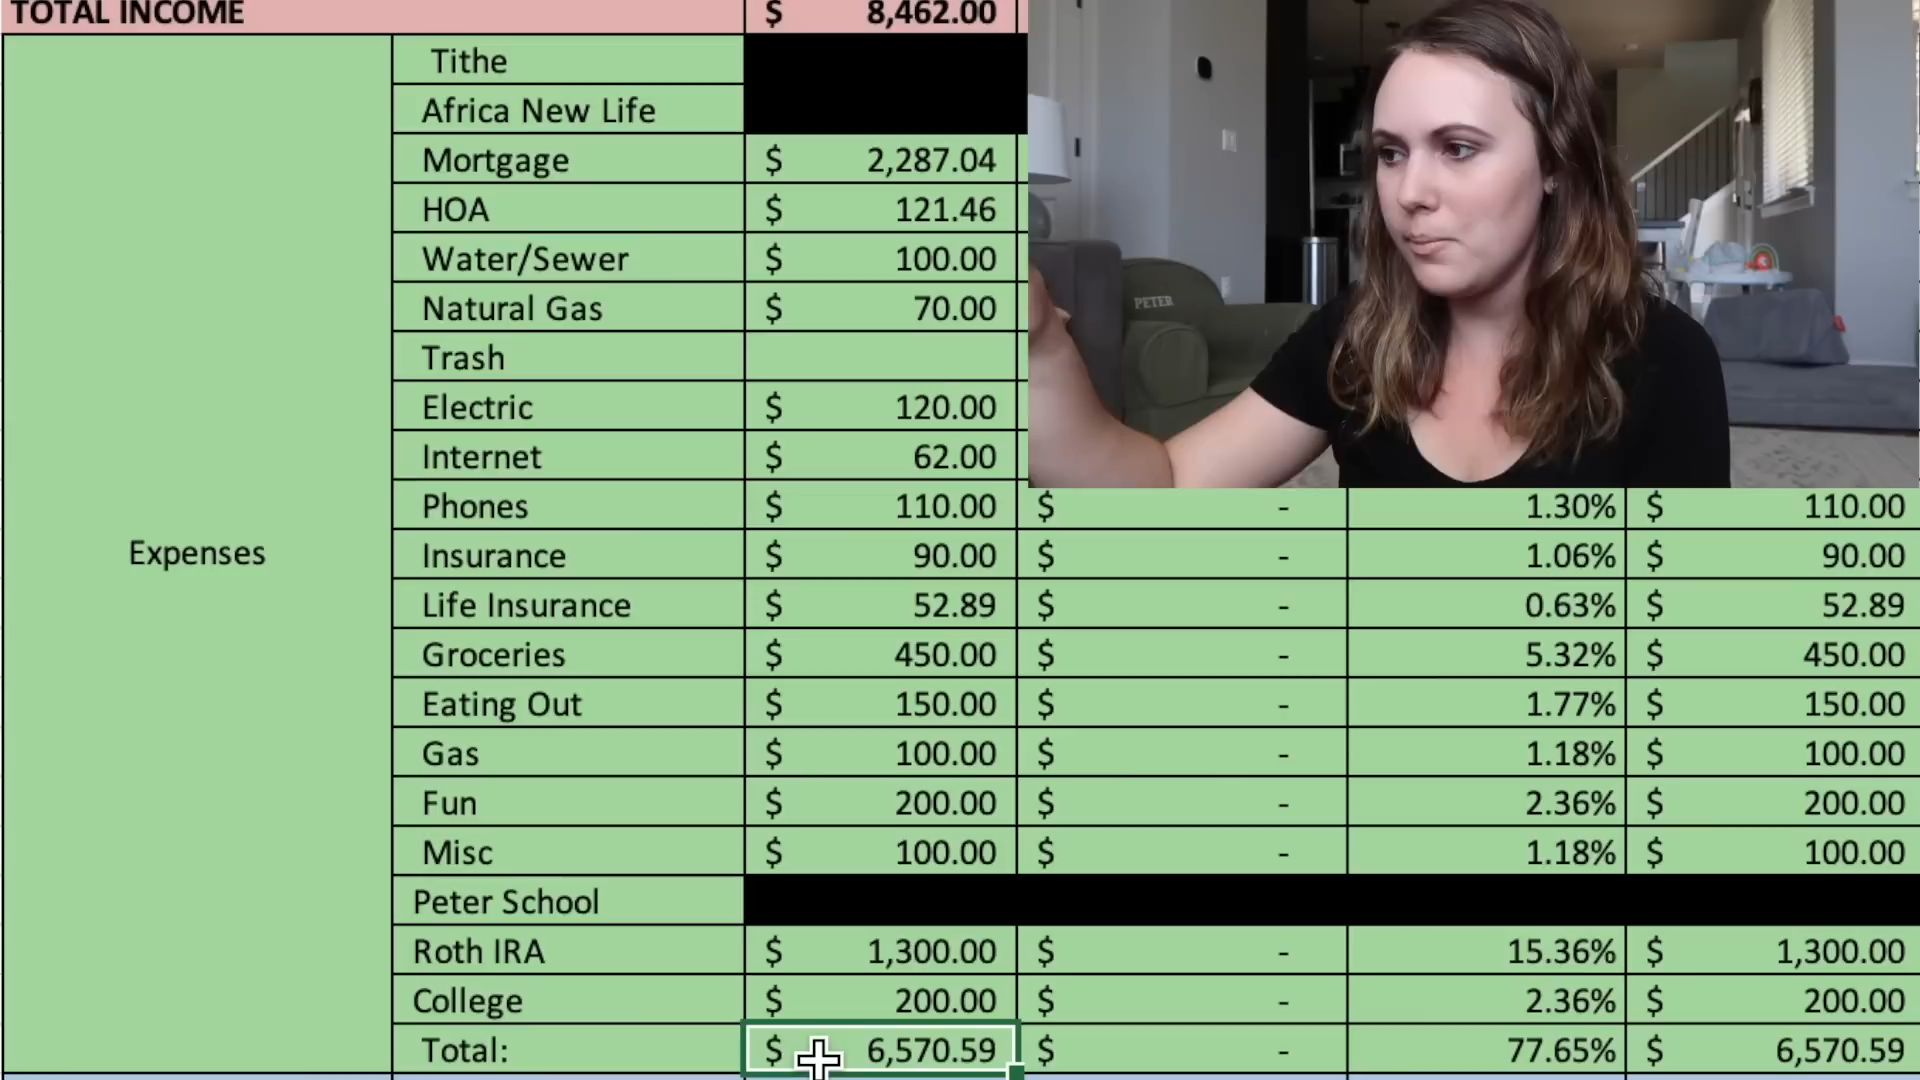 TOTAL INCOME $ 8,462.00
Tithe
Africa New Life
Mortgage $ 2,287.04
HOA $ 121.46
Water/Sewer $ 100.00
Natural Gas $ 70.00
Trash
Electric $ 120.00
Internet $ 62.00
PETER
Phones $ 110.00 $ - 1.30% $ 110.00
Expenses
Insurance $ 90.00 $ - 1.06% $ 90.00
Life Insurance $ 52.89 $ - 0.63% $ 52.89
Groceries $ 450.00 $ - 5.32% $ 450.00
Eating Out $ 150.00 $ - 1.77% $ 150.00
Gas $ 100.00 $ - 1.18% $ 100.00
Fun $ 200.00 $ - 2.36% $ 200.00
Misc $ 100.00 $ - 1.18% $ 100.00
Peter School
Roth IRA $ 1,300.00 $ - 15.36% $ 1,300.00
College $ 200.00 $ - 2.36% $ 200.00
Total: $ 6,570.59 $ - 77.65% $ 6,570.59